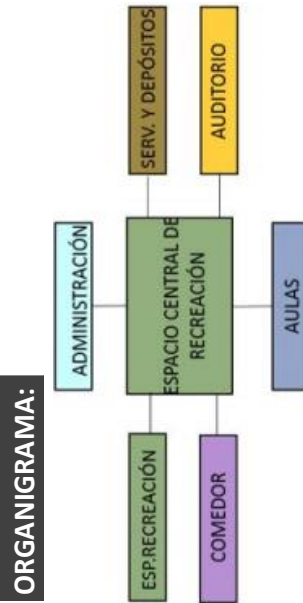 ORGANIGRAMA:
ADMINISTRACIÓN
ESP.RECREACIÓN
SERV. Y DEPÓSITOS
ESPACIO CENTRAL DE
RECREACIÓN
COMEDOR
AUDITORIO
AULAS